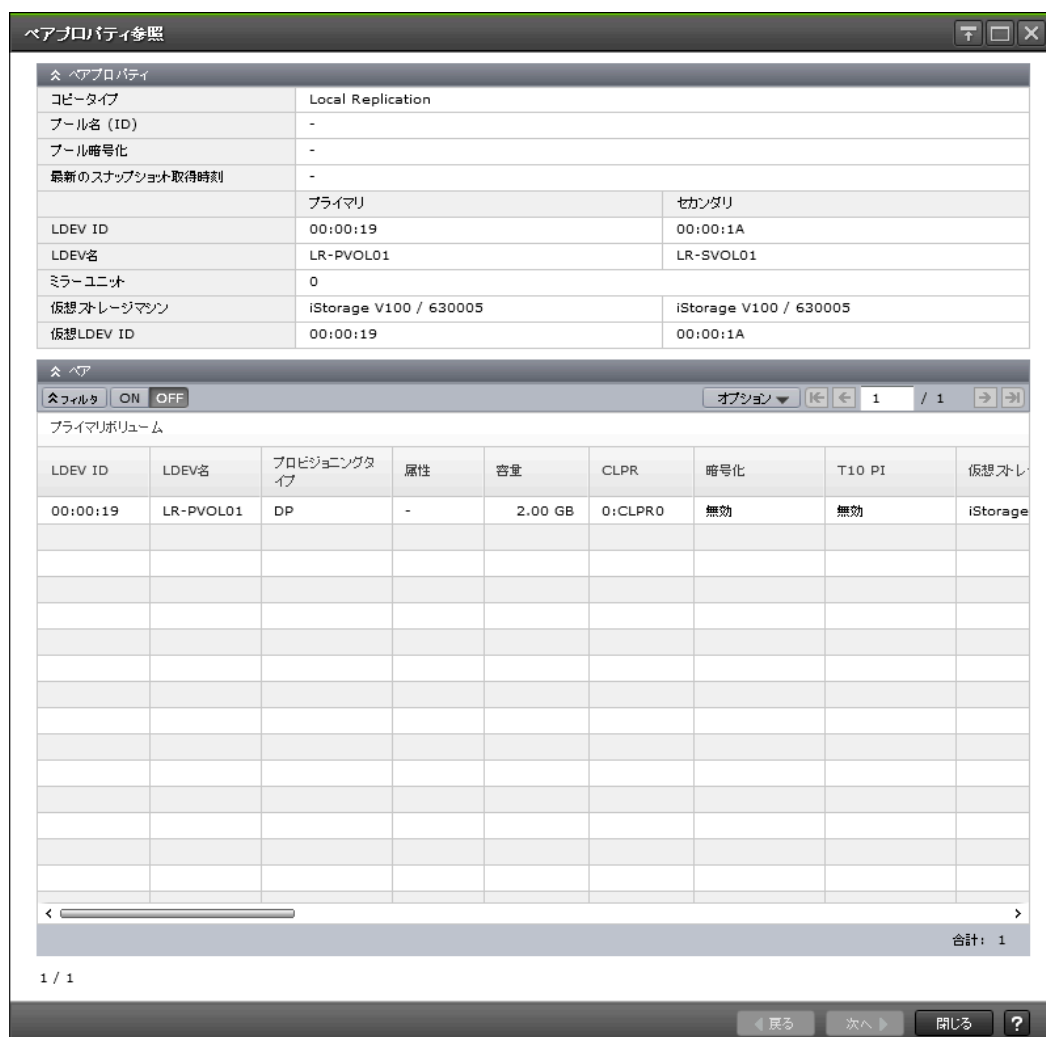 ペアプロパティ参照
ペアプロパティ
コピータイプ Local Replication
プール名 (ID) -
プール暗号化 -
最新のスナップショット取得時刻 -
プライマリ セカンダリ
LDEV ID 00:00:19 00:00:1A
LDEV名 LR-PVOL01 LR-SVOL01
ミラーユニット 0
仮想ストレージマシン iStorage V100 / 630005 iStorage V100 / 630005
仮想LDEV ID 00:00:19 00:00:1A
ペア
フィルタ ON OFF オプション 1 / 1
プライマリボリューム
LDEV ID LDEV名 プロビジョニングタイプ 属性 容量 CLPR 暗号化 T10 PI 仮想ストレ
00:00:19 LR-PVOL01 DP - 2.00 GB 0:CLPR0 無効 無効 iStorage
合計: 1
1 / 1
戻る 次へ 閉じる ?